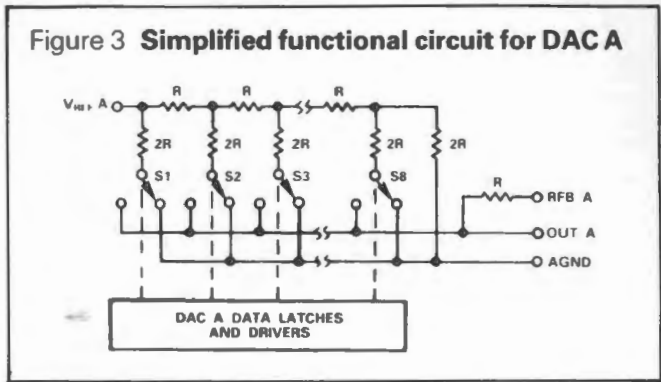 Figure 3 Simplified functional circuit for DAC A
R R R
VREF A
2R 2R 2R 2R 2R
S1 S2 S3 S8
R
RFB A
OUT A
AGND
DAC A DATA LATCHES
AND DRIVERS